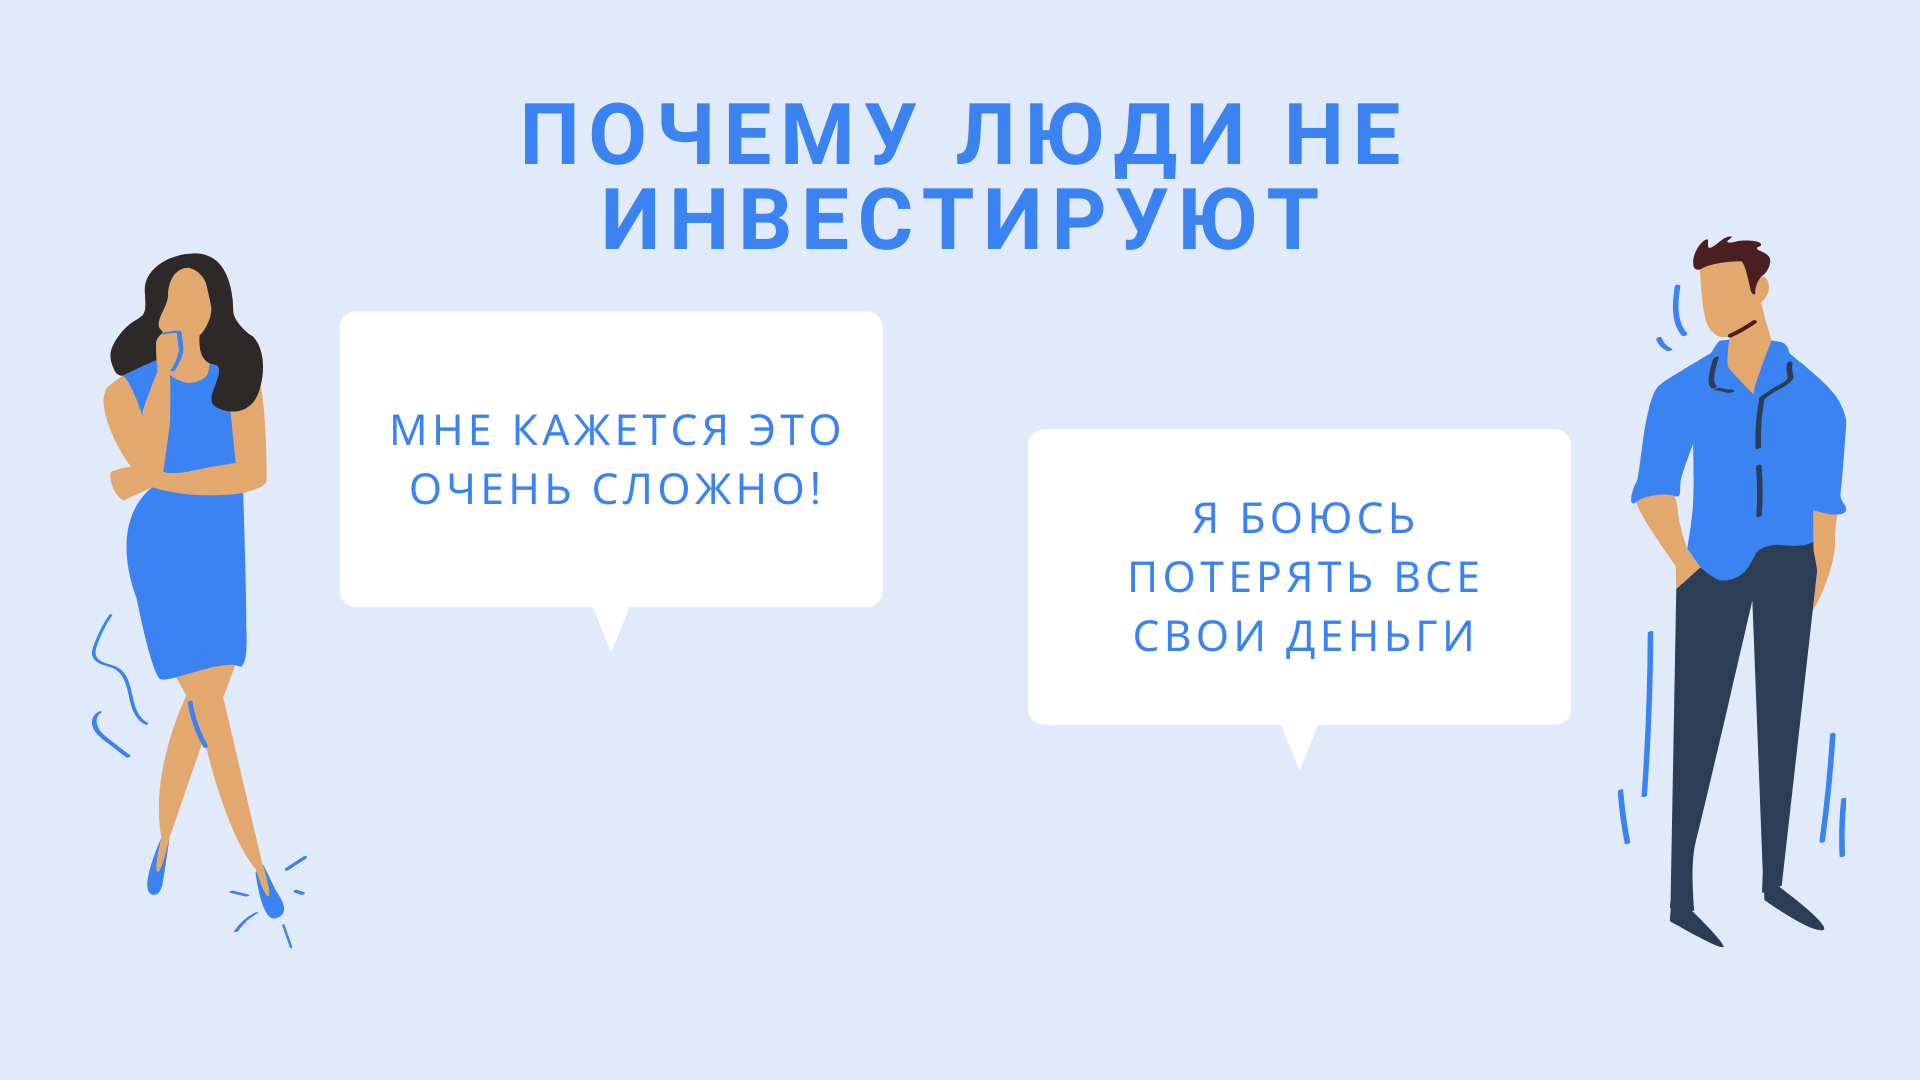 ПОЧЕМУ ЛЮДИ НЕ
ИНВЕСТИРУЮТ
МНЕ КАЖЕТСЯ ЭТО
ОЧЕНЬ СЛОЖНО!
Я БОЮСЬ
ПОТЕРЯТЬ ВСЕ
СВОИ ДЕНЬГИ